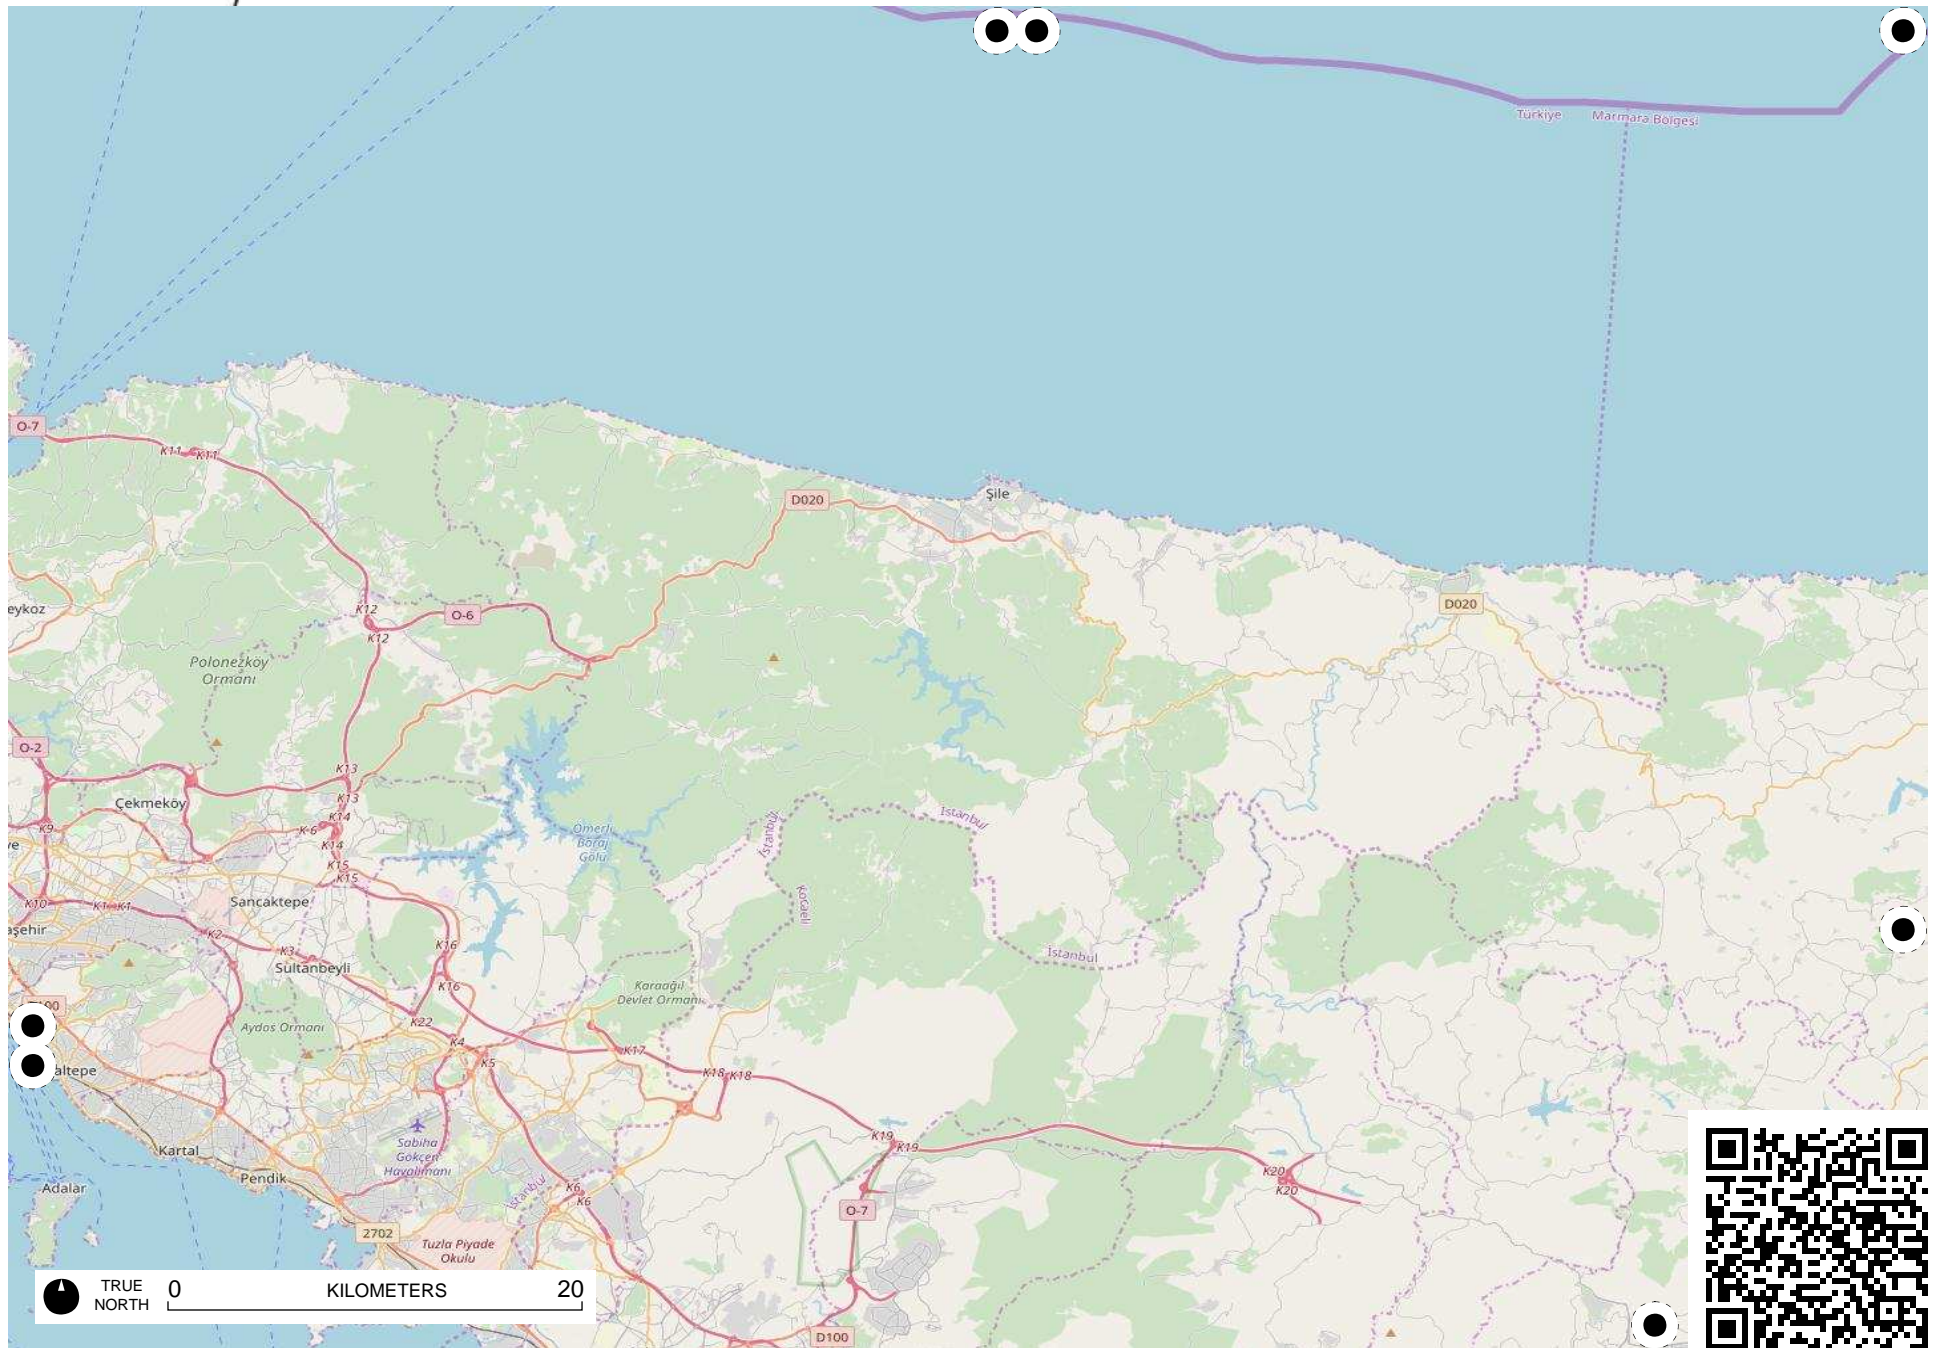 Türkiye
Marmara Bölgesi
O-7
K11
K11
D020
Şile
eykoz
K12
K12
O-6
D020
Polonezköy
Ormanı
O-2
K13
K13
Çekmeköy
K14
K-6
K14
K9
ye
Ömerli
Baraj
Gölü
İstanbul
İstanbul
K15
K15
Sancaktepe
K10
K1
K1
aşehir
Kocaeli
K2
K3
K16
Sultanbeyli
İstanbul
K16
Karaağıl
Devlet Ormanı
Aydos Ormanı
K22
K4
K5
K17
altepe
K18
K18
Sabiha
Gökçen
Havalimanı
Kartal
K19
K19
Pendik
K20
K20
Adalar
İstanbul
K6
K6
O-7
2702
Tuzla Piyade
Okulu
TRUE
NORTH
0
KILOMETERS
20
D100